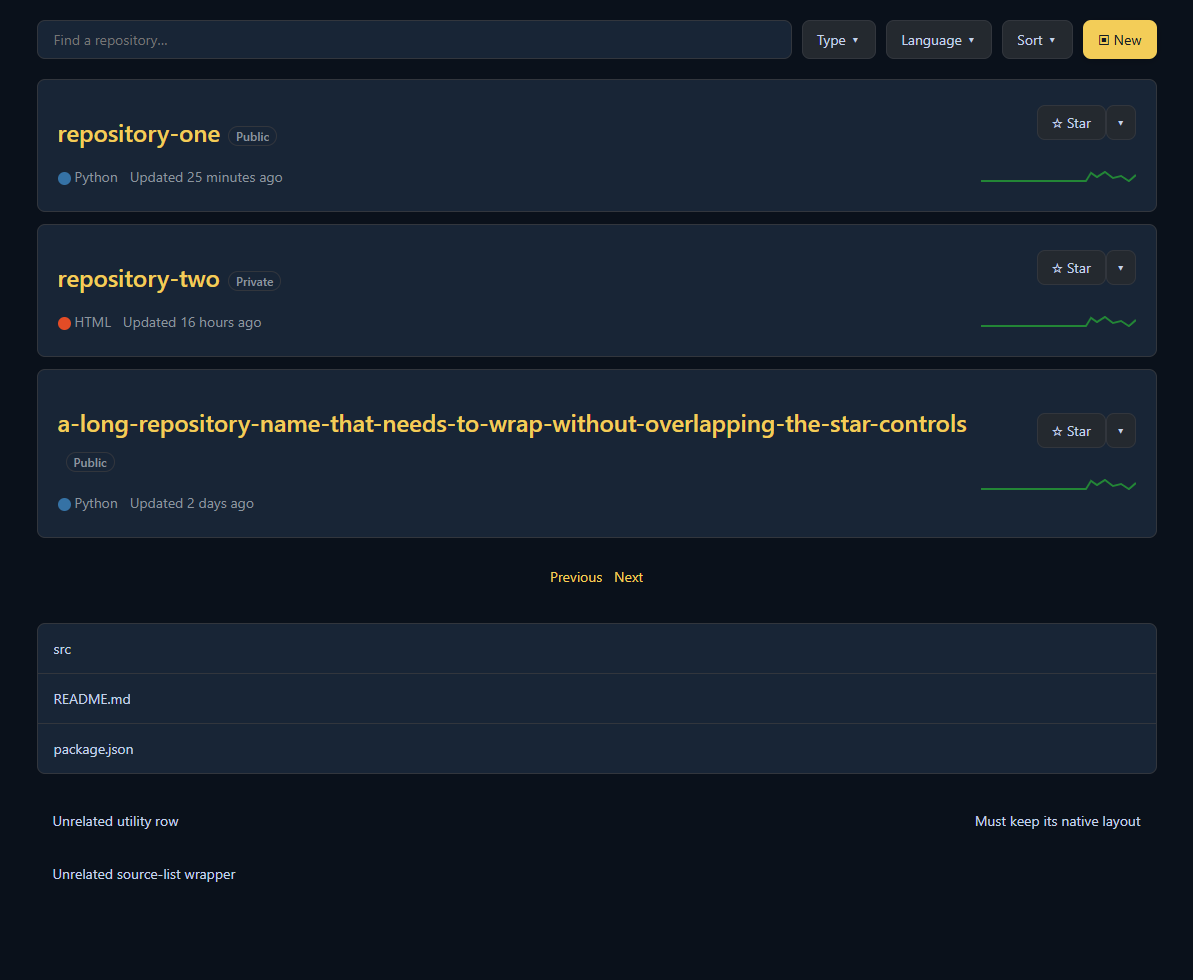 Find a repository... Type ▾ Language ▾ Sort ▾ ▣ New
repository-one Public ☆ Star ▾
Python Updated 25 minutes ago
repository-two Private ☆ Star ▾
HTML Updated 16 hours ago
a-long-repository-name-that-needs-to-wrap-without-overlapping-the-star-controls ☆ Star ▾
Public
Python Updated 2 days ago
Previous Next
src
README.md
package.json
Unrelated utility row Must keep its native layout
Unrelated source-list wrapper